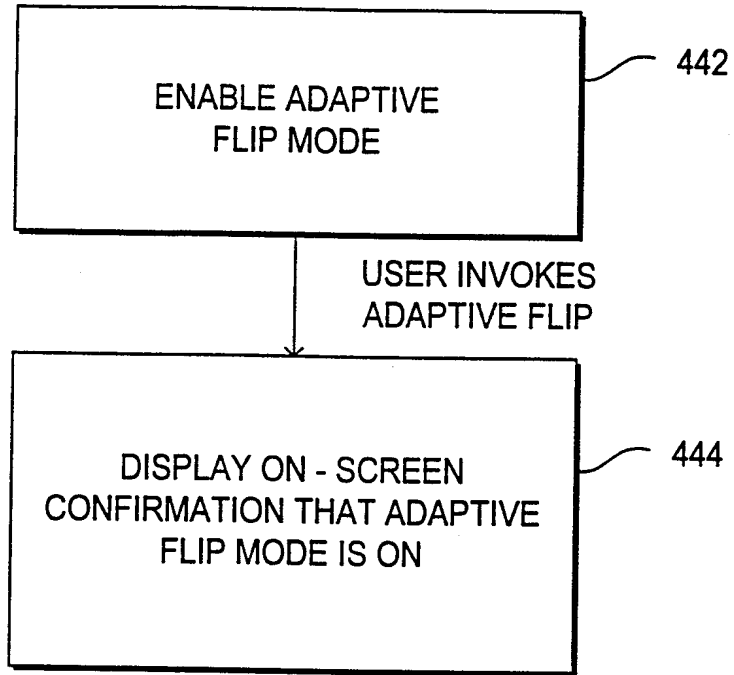 ENABLE ADAPTIVE
FLIP MODE
442
USER INVOKES
ADAPTIVE FLIP
DISPLAY ON - SCREEN
CONFIRMATION THAT ADAPTIVE
FLIP MODE IS ON
444